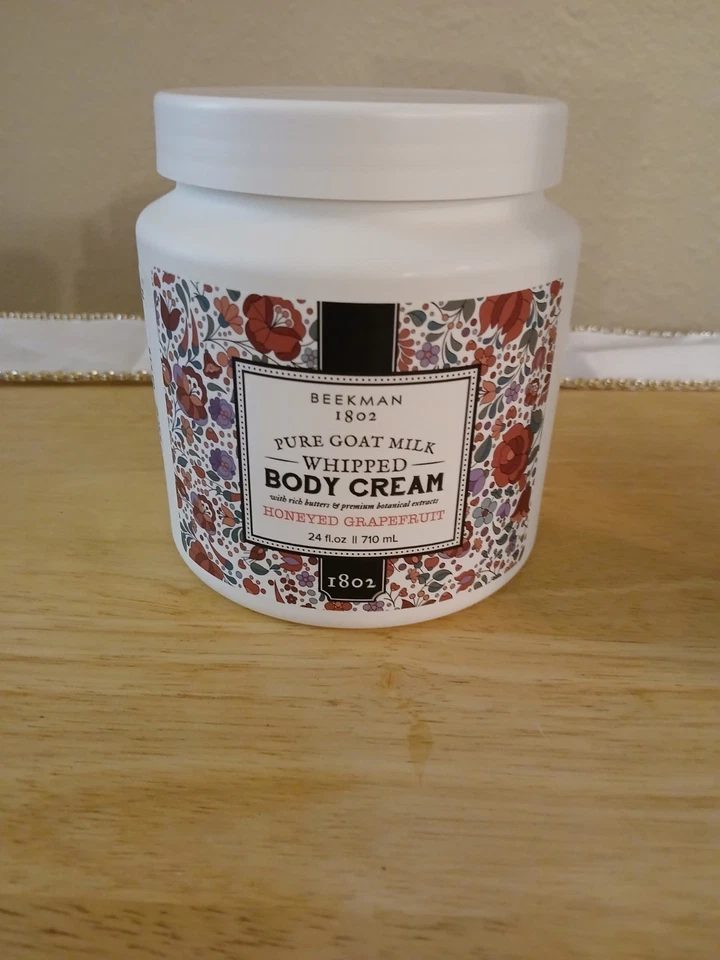 BEEKMAN
1802
PURE GOAT MILK
WHIPPED
BODY CREAM
with rich butters & premium botanical extracts
HONEYED GRAPEFRUIT
24 fl.oz || 710 mL
1802